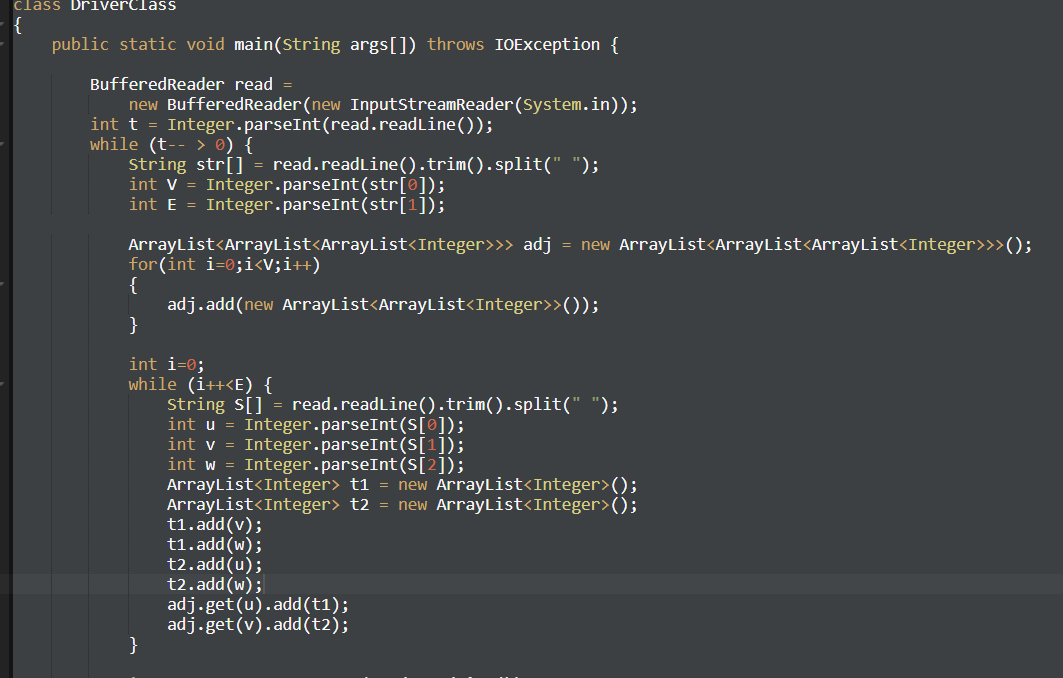 class DriverClass
{
    public static void main(String args[]) throws IOException {
        BufferedReader read =
            new BufferedReader(new InputStreamReader(System.in));
        int t = Integer.parseInt(read.readLine());
        while (t-- > 0) {
            String str[] = read.readLine().trim().split(" ");
            int V = Integer.parseInt(str[0]);
            int E = Integer.parseInt(str[1]);
            ArrayList<ArrayList<ArrayList<Integer>>> adj = new ArrayList<ArrayList<ArrayList<Integer>>>();
            for(int i=0;i<V;i++)
            {
                adj.add(new ArrayList<ArrayList<Integer>>());
            }
            int i=0;
            while (i++<E) {
                String S[] = read.readLine().trim().split(" ");
                int u = Integer.parseInt(S[0]);
                int v = Integer.parseInt(S[1]);
                int w = Integer.parseInt(S[2]);
                ArrayList<Integer> t1 = new ArrayList<Integer>();
                ArrayList<Integer> t2 = new ArrayList<Integer>();
                t1.add(v);
                t1.add(w);
                t2.add(u);
                t2.add(w);
                adj.get(u).add(t1);
                adj.get(v).add(t2);
            }